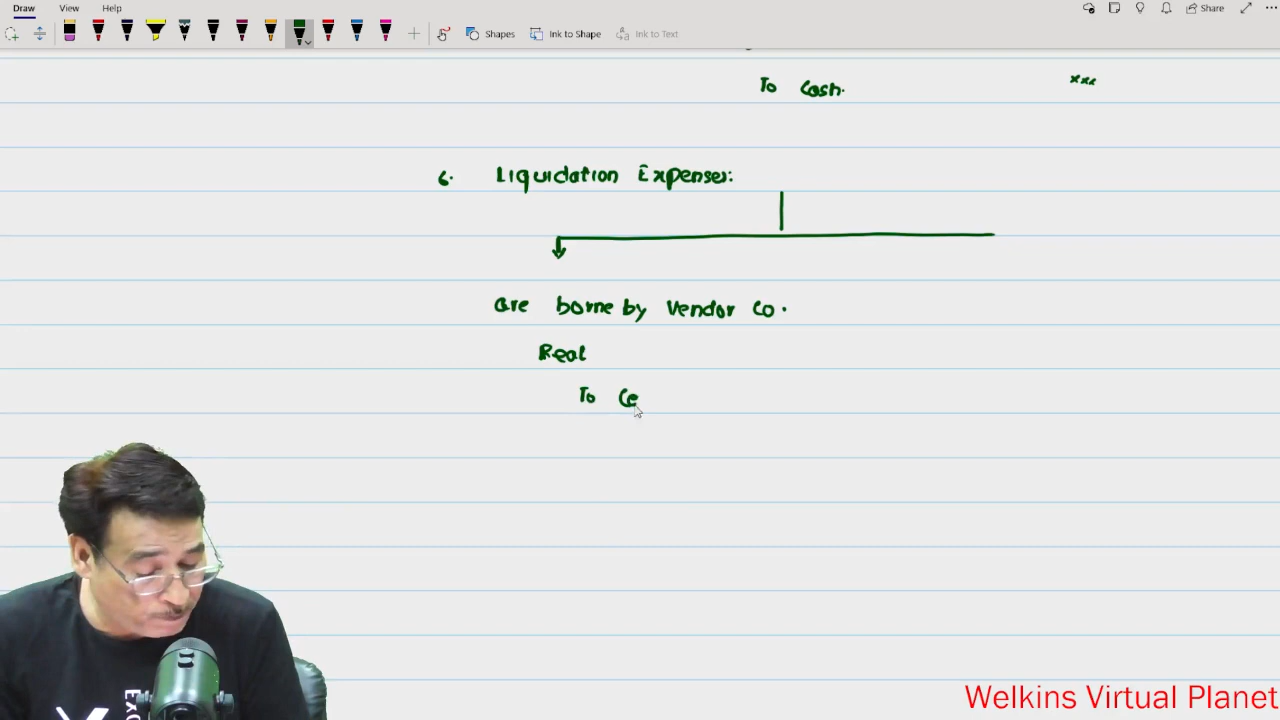 Draw View Help
Share
Shapes Ink to Shape Ink to Text
To Cash. xxx
6. Liquidation Expenses:
are borne by Vendor Co.
Real
To Ce
Welkins Virtual Planet